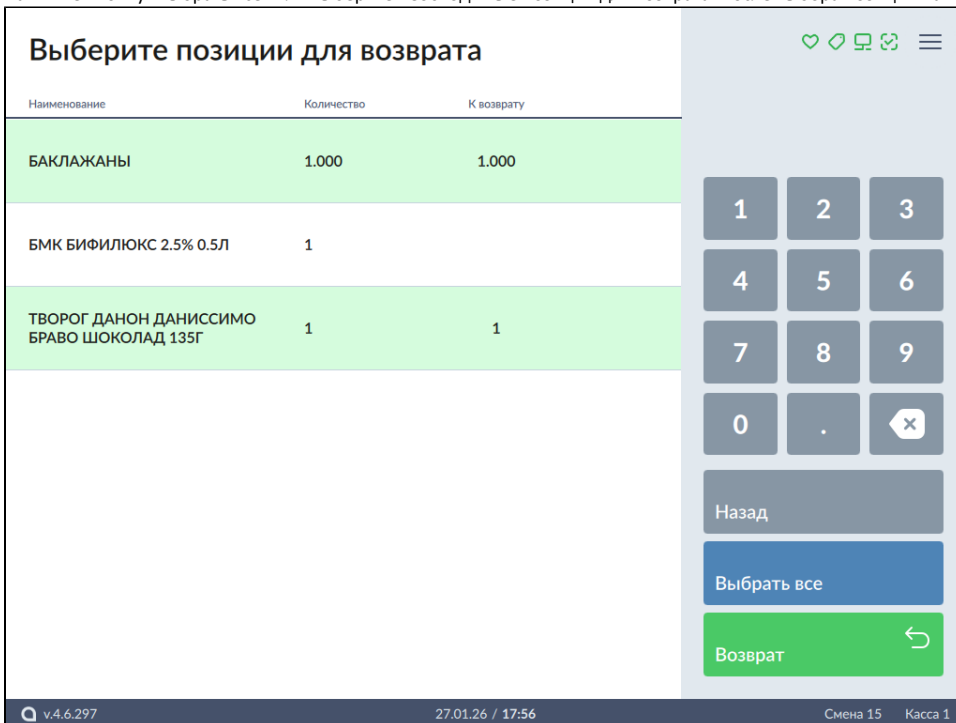 Выберите позиции для возврата
Наименование Количество К возврату
БАКЛАЖАНЫ 1.000 1.000
БМК БИФИЛЮКС 2.5% 0.5Л 1
ТВОРОГ ДАНОН ДАНИССИМО
БРАВО ШОКОЛАД 135Г 1 1
1 2 3
4 5 6
7 8 9
0 .
Назад
Выбрать все
Возврат
v.4.6.297 27.01.26 / 17:56 Смена 15 Касса 1